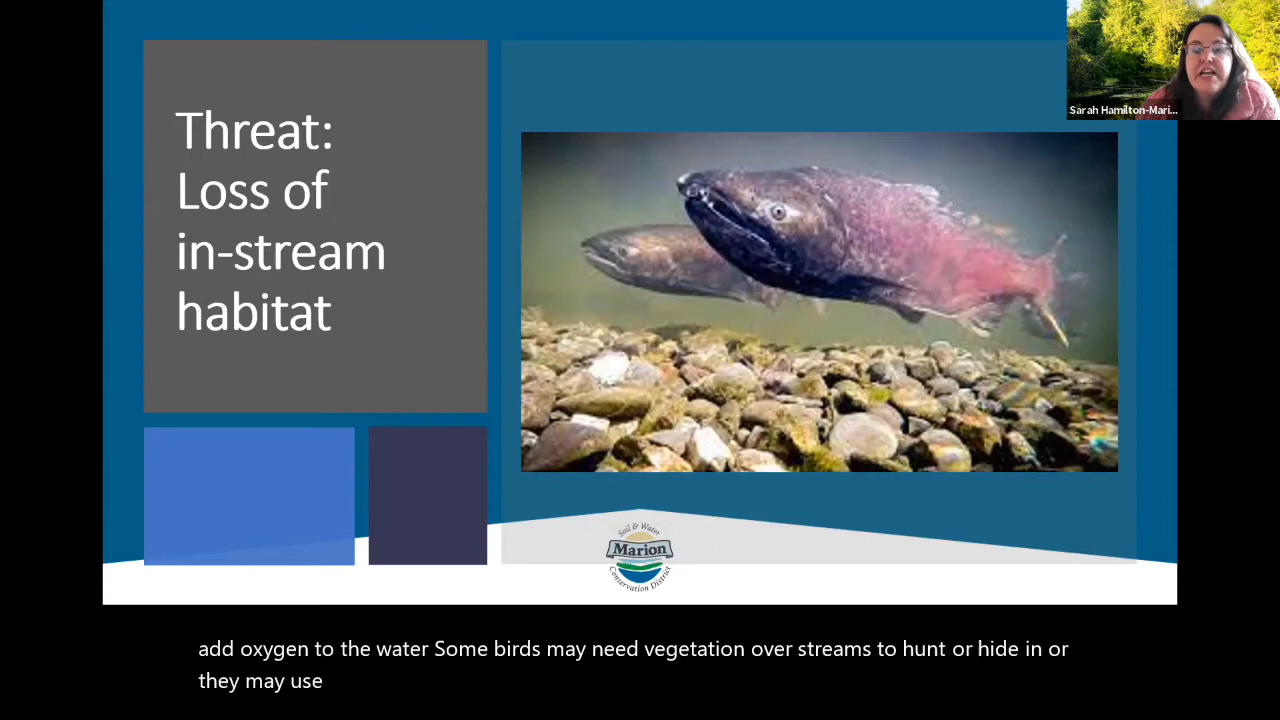 Threat:
Loss of
in-stream
habitat
Sarah Hamilton-Mari...
Soil & Water
Marion
Conservation District
add oxygen to the water Some birds may need vegetation over streams to hunt or hide in or
they may use